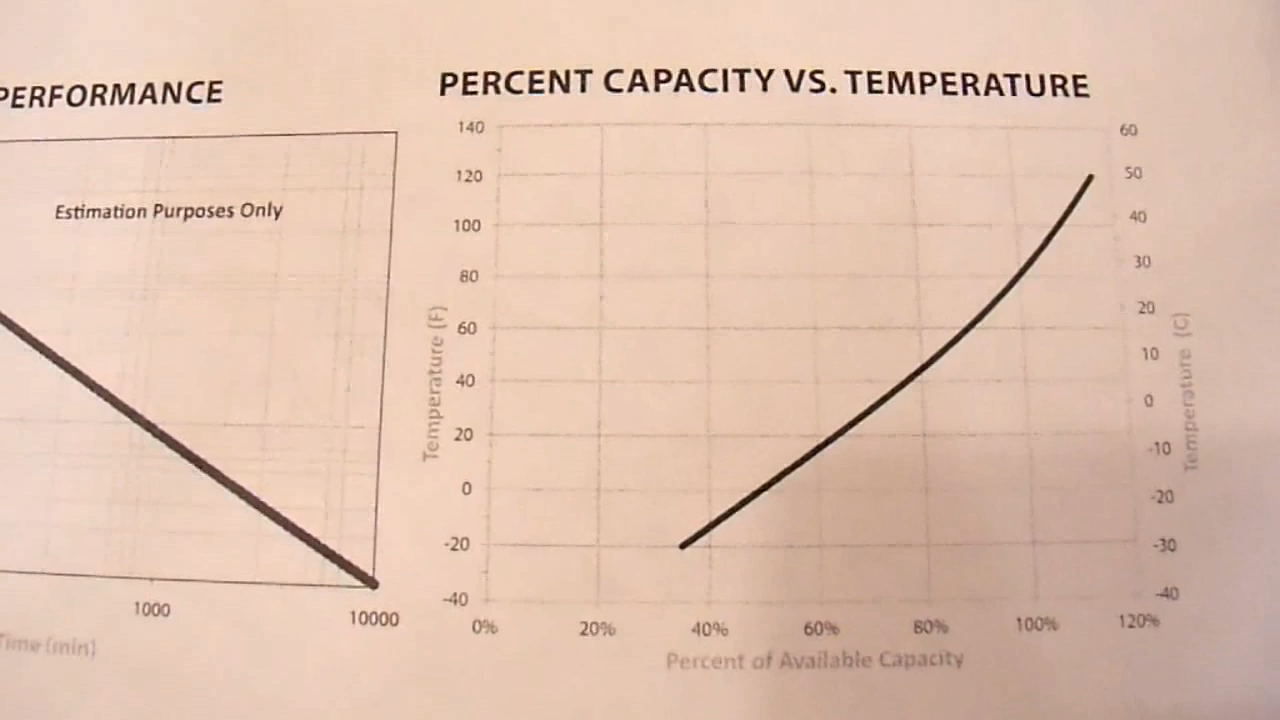 PERFORMANCE
Estimation Purposes Only
1000
10000
Time (min)
PERCENT CAPACITY VS. TEMPERATURE
140
120
100
80
60
40
20
0
-20
-40
Temperature (F)
60
50
40
30
20
10
0
-10
-20
-30
-40
Temperature (C)
0% 20% 40% 60% 80% 100% 120%
Percent of Available Capacity